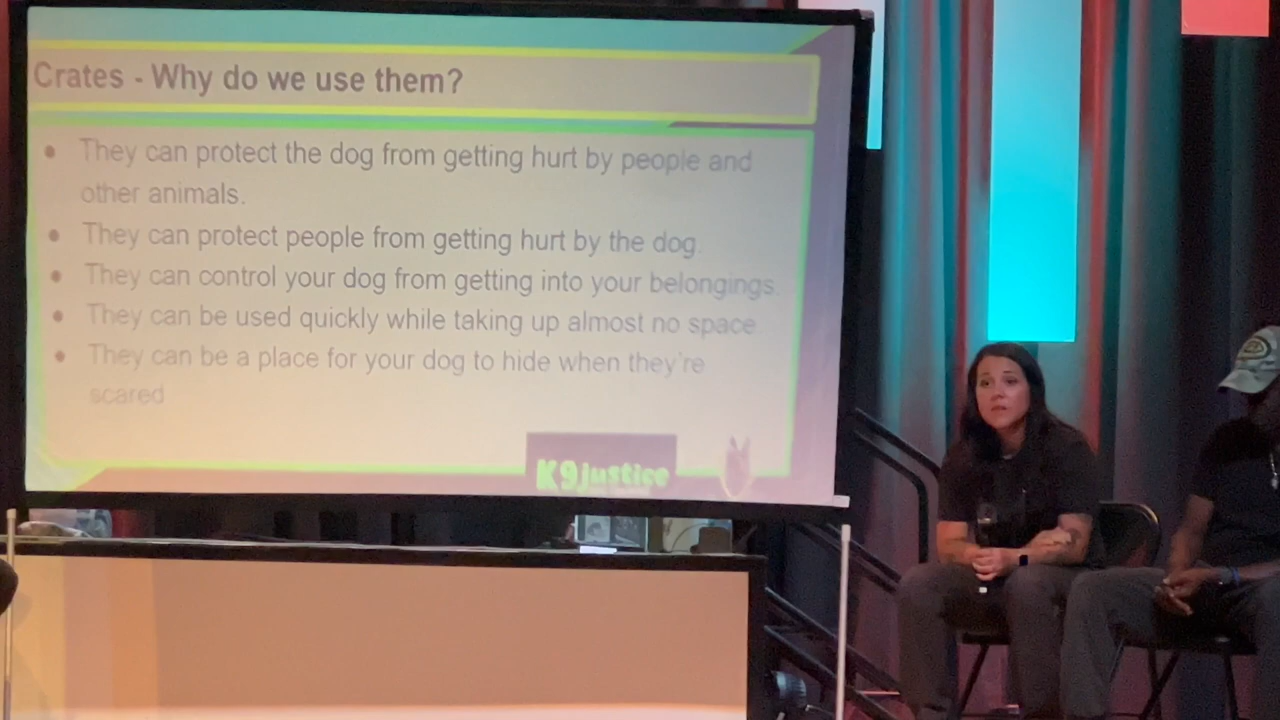 Crates - Why do we use them?
• They can protect the dog from getting hurt by people and
other animals.
• They can protect people from getting hurt by the dog.
• They can control your dog from getting into your belongings.
• They can be used quickly while taking up almost no space
• They can be a place for your dog to hide when they're
scared
K9justice